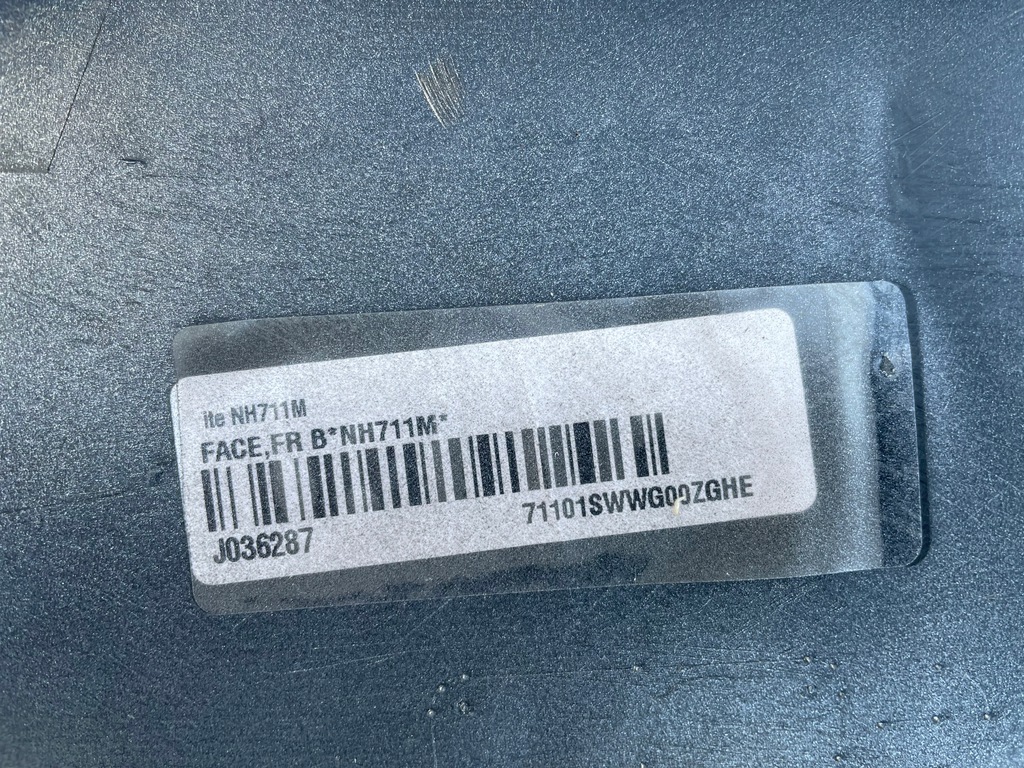 ite NH711M
FACE,FR B*NH711M*
J036287
71101SWWG00ZGHE